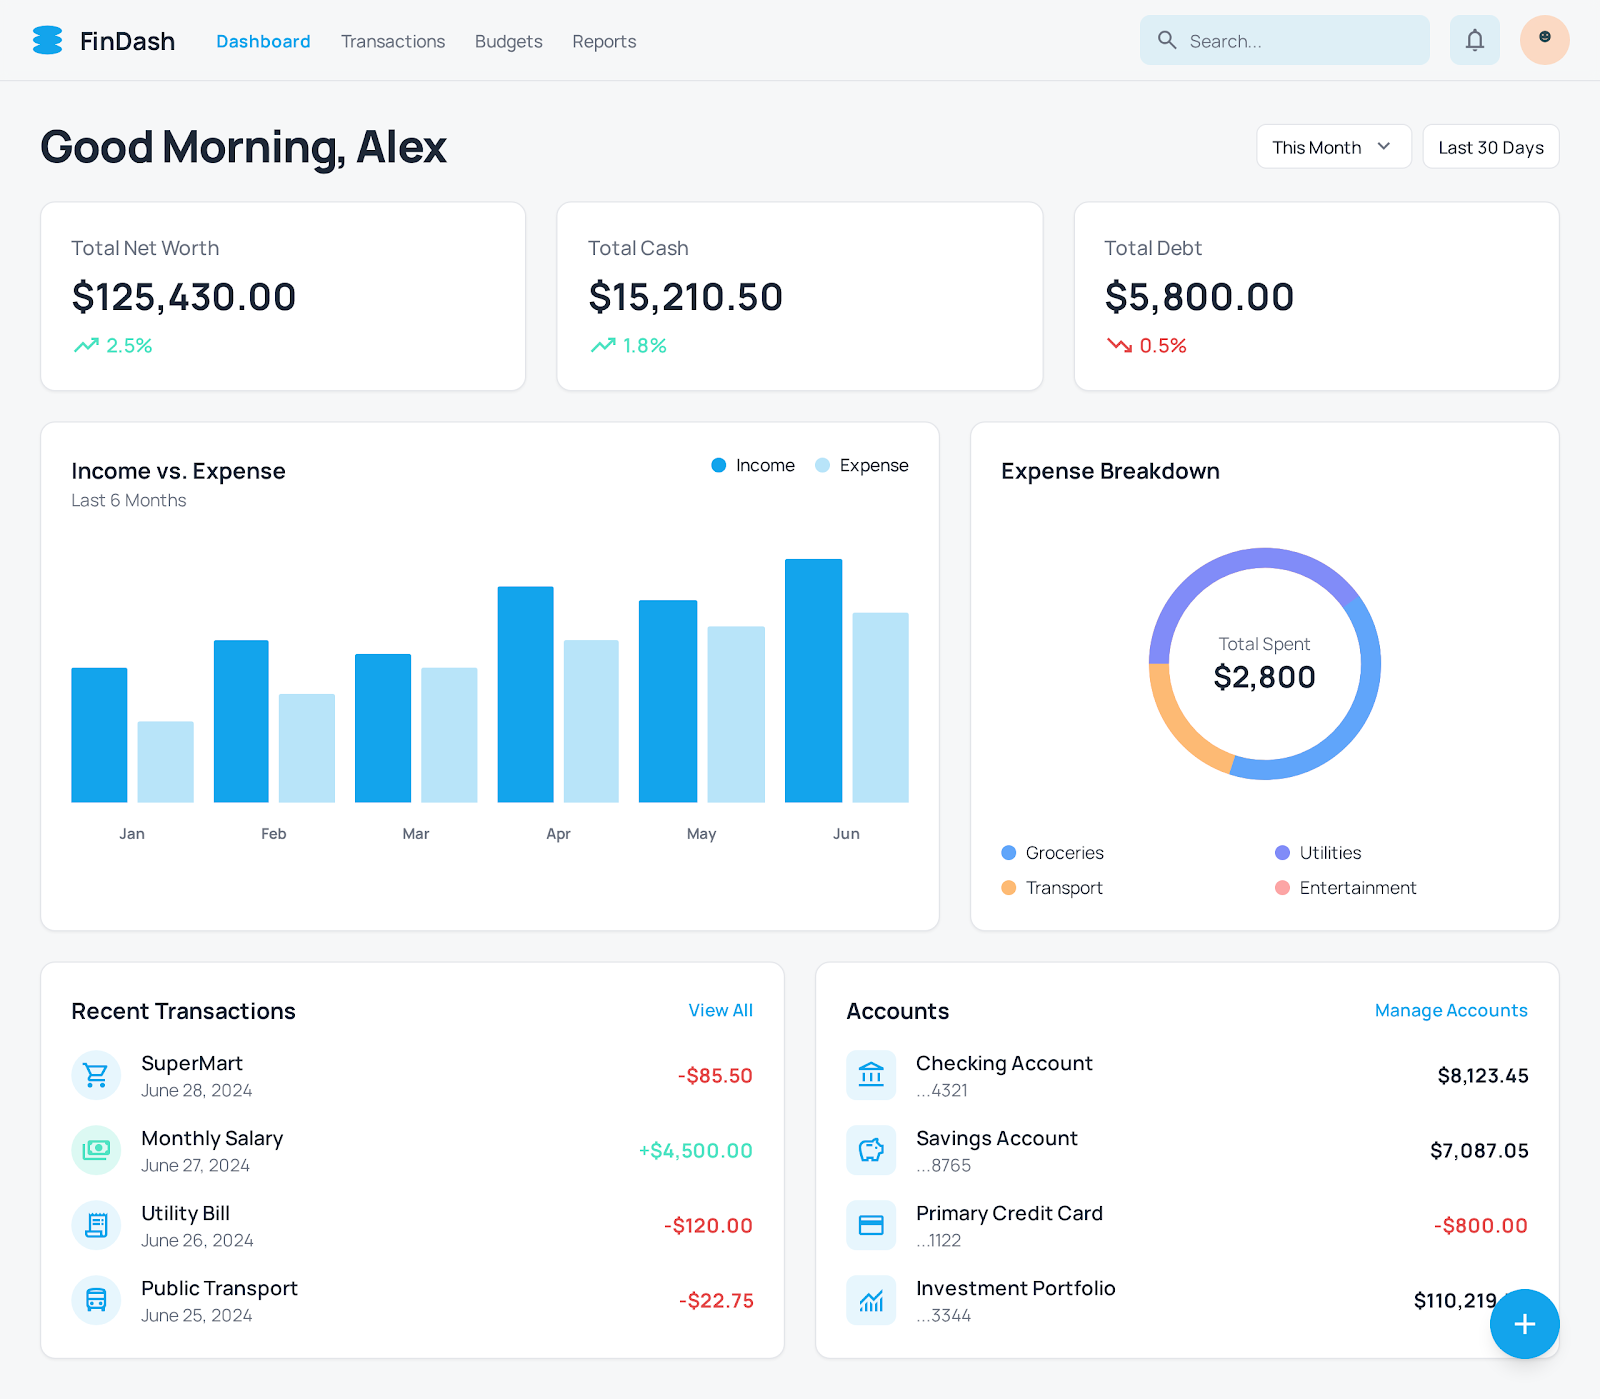 FinDash
Dashboard
Transactions
Budgets
Reports
Search...
Good Morning, Alex
This Month
Last 30 Days
Total Net Worth
$125,430.00
2.5%
Total Cash
$15,210.50
1.8%
Total Debt
$5,800.00
0.5%
Income vs. Expense
Last 6 Months
Income
Expense
Jan
Feb
Mar
Apr
May
Jun
Expense Breakdown
Total Spent
$2,800
Groceries
Utilities
Transport
Entertainment
Recent Transactions
View All
SuperMart
June 28, 2024
-$85.50
Monthly Salary
June 27, 2024
+$4,500.00
Utility Bill
June 26, 2024
-$120.00
Public Transport
June 25, 2024
-$22.75
Accounts
Manage Accounts
Checking Account
...4321
$8,123.45
Savings Account
...8765
$7,087.05
Primary Credit Card
...1122
-$800.00
Investment Portfolio
...3344
$110,219
+